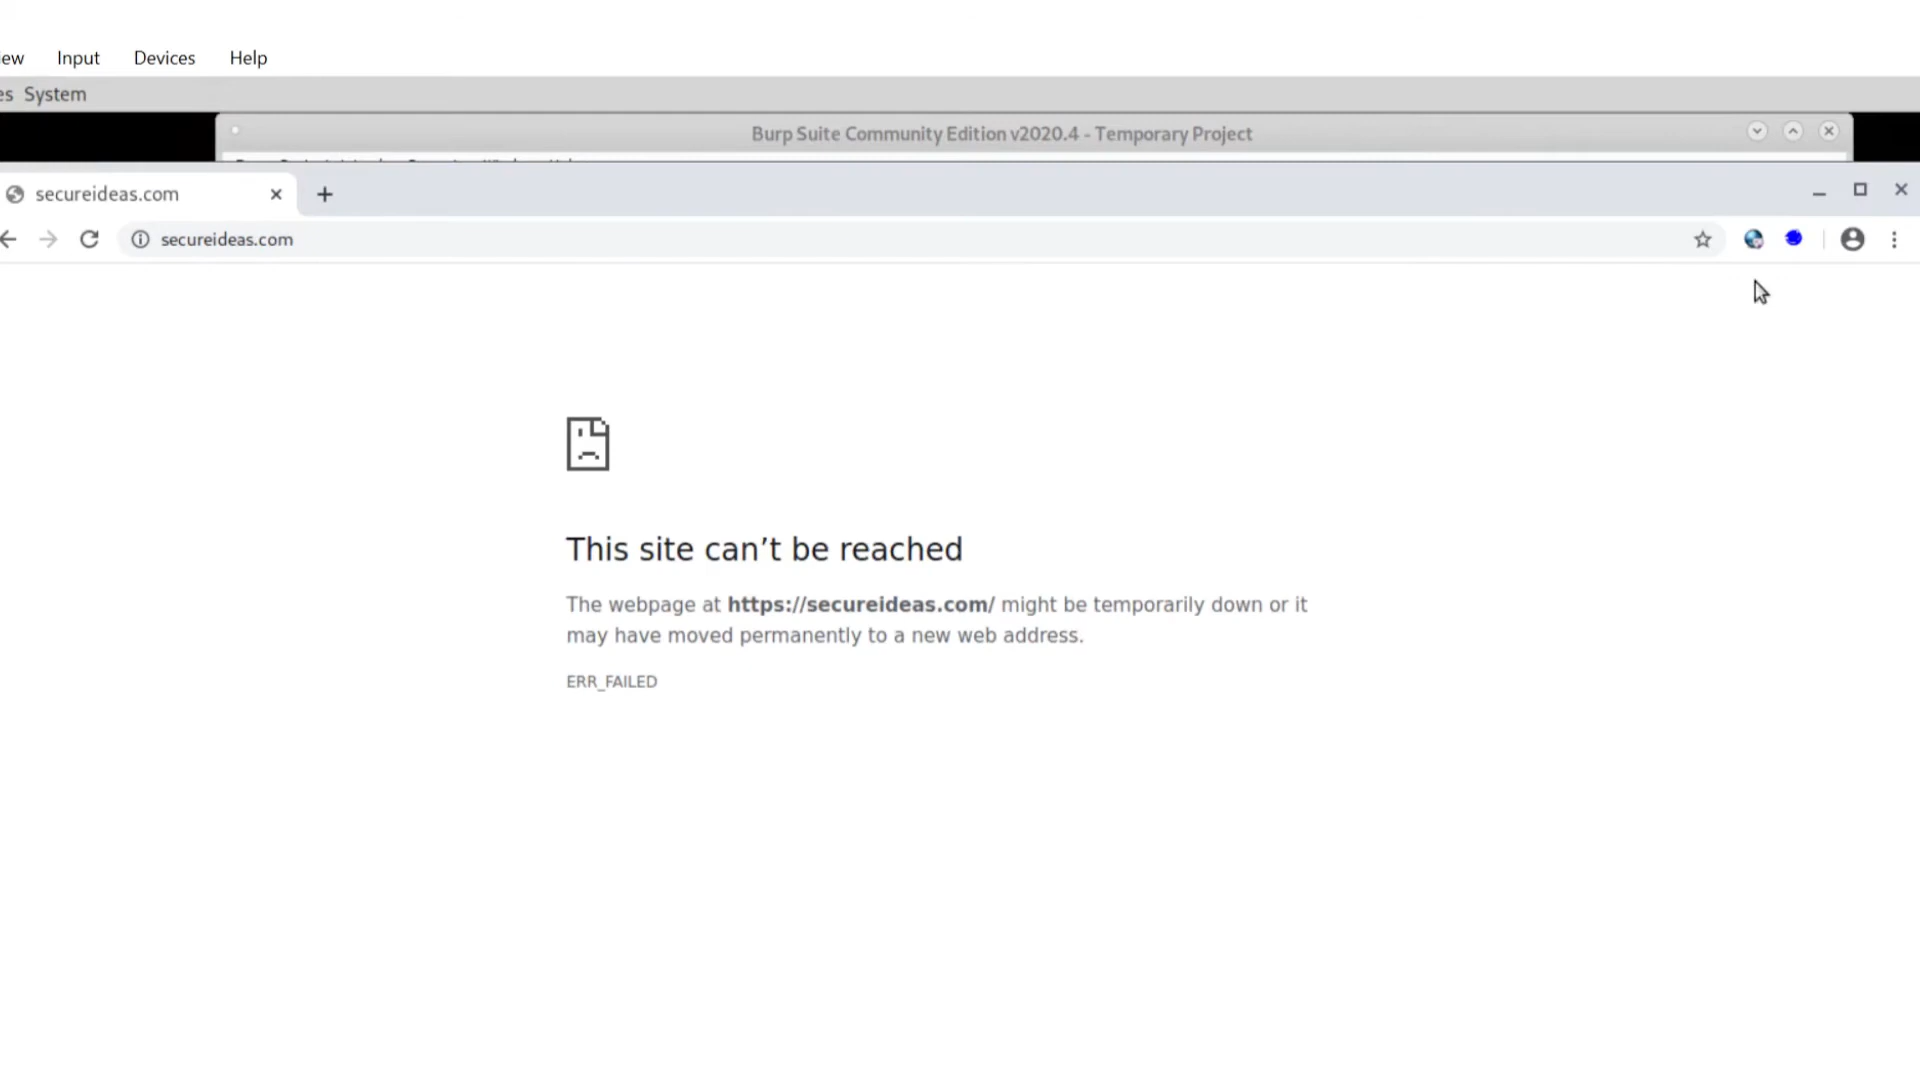 iew Input Devices Help
es System
Burp Suite Community Edition v2020.4 - Temporary Project
secureideas.com
secureideas.com
This site can’t be reached
The webpage at https://secureideas.com/ might be temporarily down or it
may have moved permanently to a new web address.
ERR_FAILED